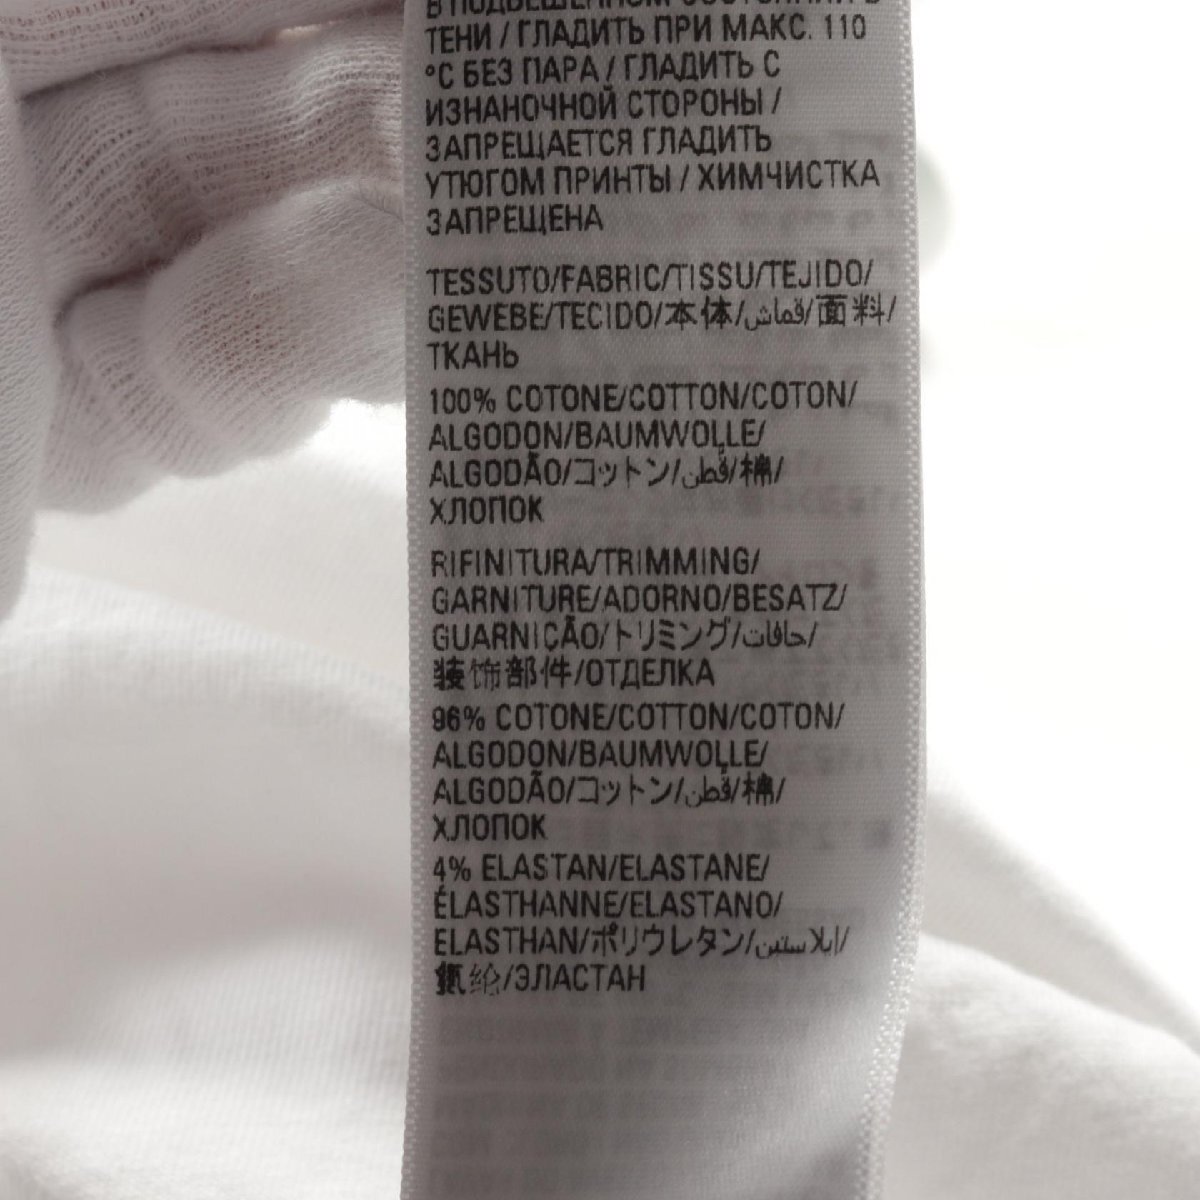 В ПОДВЕШЕННОМ СОСТОЯНИИ В
ТЕНИ / ГЛАДИТЬ ПРИ МАКС. 110
°C БЕЗ ПАРА / ГЛАДИТЬ С
ИЗНАНОЧНОЙ СТОРОНЫ /
ЗАПРЕЩАЕТСЯ ГЛАДИТЬ
УТЮГОМ ПРИНТЫ / ХИМЧИСТКА
ЗАПРЕЩЕНА
TESSUTO/FABRIC/TISSU/TEJIDO/
GEWEBE/TECIDO/本体/قماش/面料/
ТКАНЬ
100% COTONE/COTTON/COTON/
ALGODON/BAUMWOLLE/
ALGODÃO/コットン/قطن/棉/
ХЛОПОК
RIFINITURA/TRIMMING/
GARNITURE/ADORNO/BESATZ/
GUARNIÇÃO/トリミング/حافات/
装饰部件/ОТДЕЛКА
96% COTONE/COTTON/COTON/
ALGODON/BAUMWOLLE/
ALGODÃO/コットン/قطن/棉/
ХЛОПОК
4% ELASTAN/ELASTANE/
ÉLASTHANNE/ELASTANO/
ELASTHAN/ポリウレタン/إيلاستين/
氨纶/ЭЛАСТАН